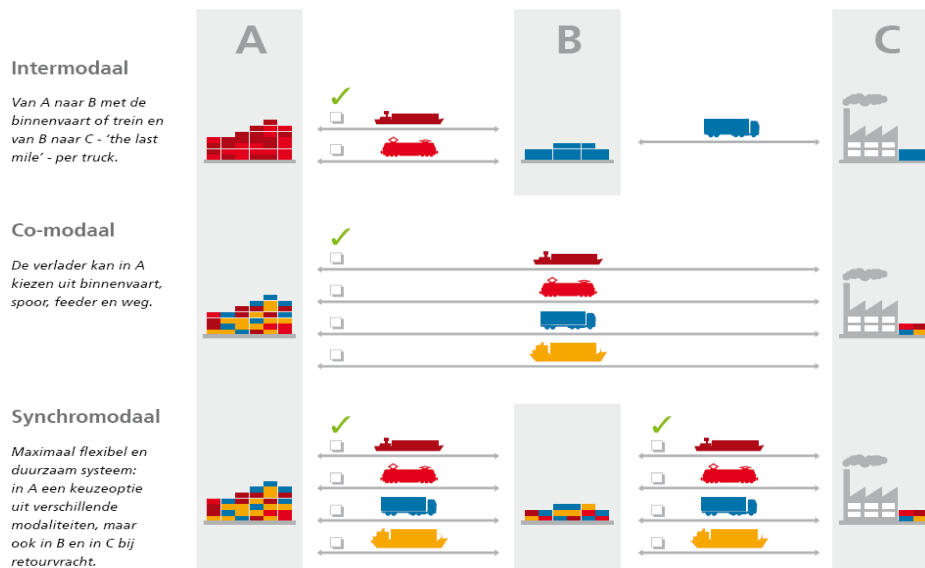 A
B
C
Intermodaal
Van A naar B met de
binnenvaart of trein en
van B naar C - ‘the last
mile’ - per truck.
Co-modaal
De verlader kan in A
kiezen uit binnenvaart,
spoor, feeder en weg.
Synchromodaal
Maximaal flexibel en
duurzaam systeem:
in A een keuzeoptie
uit verschillende
modaliteiten, maar
ook in B en in C bij
retourvracht.